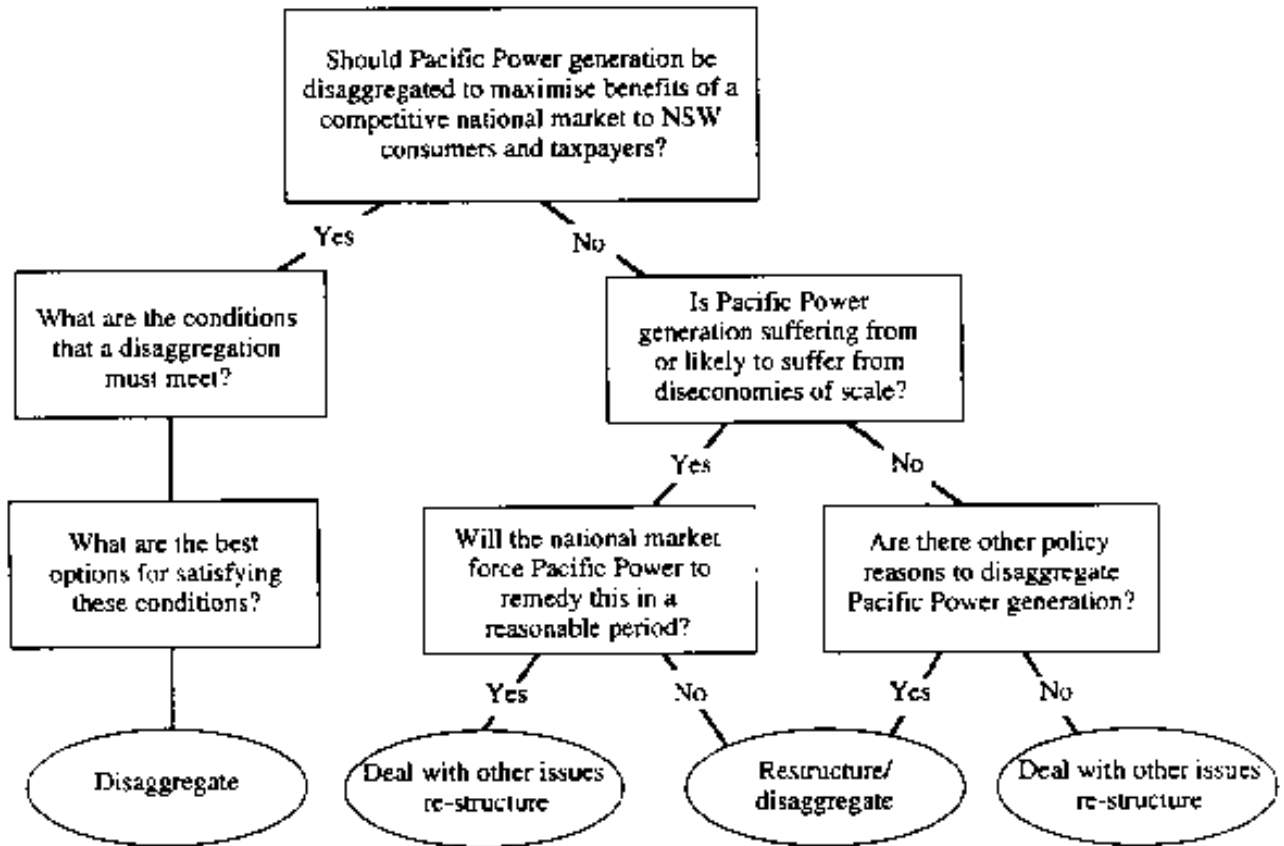 Should Pacific Power generation be
disaggregated to maximise benefits of a
competitive national market to NSW
consumers and taxpayers?
Yes
No
What are the conditions
that a disaggregation
must meet?
Is Pacific Power
generation suffering from
or likely to suffer from
diseconomies of scale?
Yes
No
What are the best
options for satisfying
these conditions?
Will the national market
force Pacific Power to
remedy this in a
reasonable period?
Are there other policy
reasons to disaggregate
Pacific Power generation?
Yes
No
Yes
No
Disaggregate
Deal with other issues
re-structure
Restructure/
disaggregate
Deal with other issues
re-structure